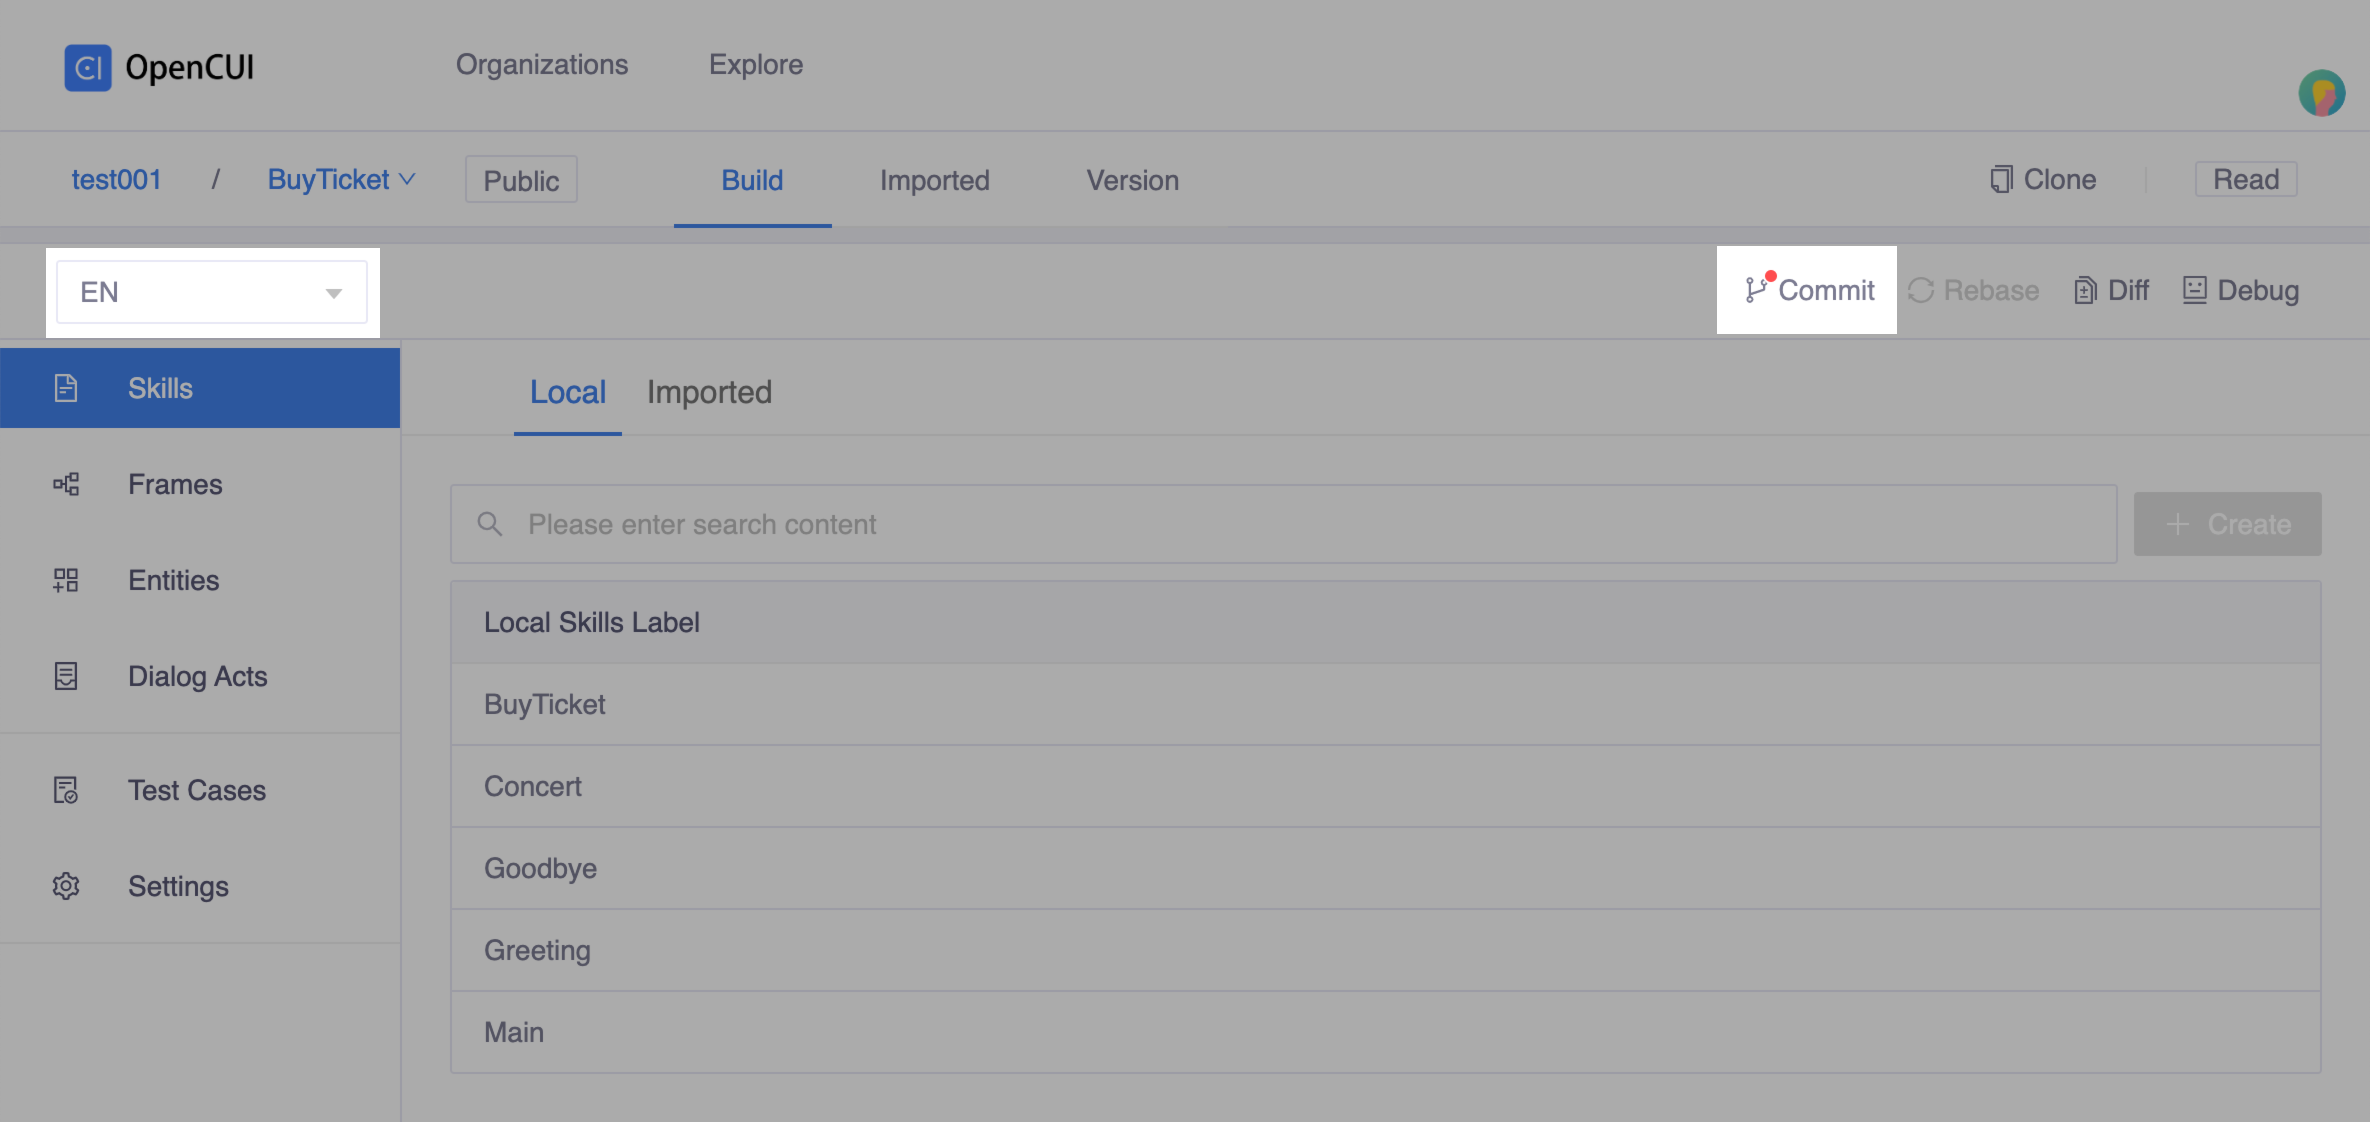 CI OpenCUI Organizations Explore
test001 / BuyTicket Public Build Imported Version Clone Read
EN Commit Rebase Diff Debug
Skills
Frames
Entities
Dialog Acts
Test Cases
Settings
Local Imported
Please enter search content + Create
Local Skills Label
BuyTicket
Concert
Goodbye
Greeting
Main